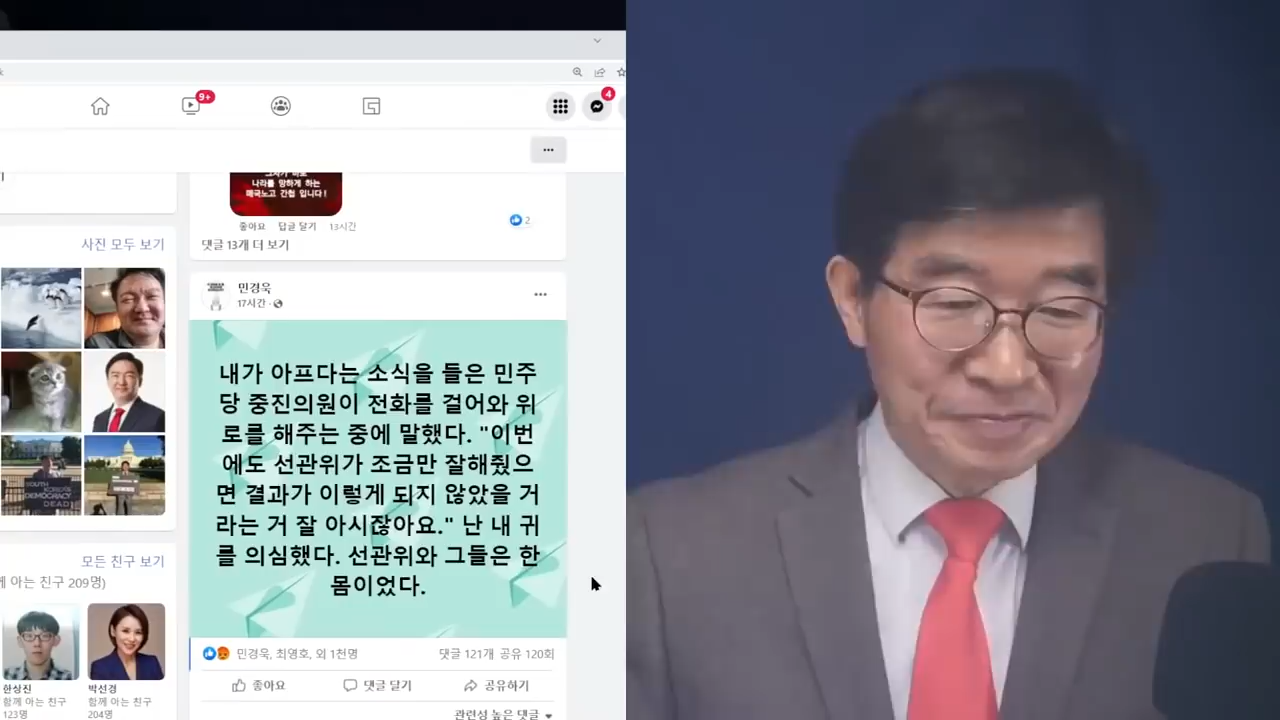 9+
4
그자가 바로
나라를 망하게 하는
매국노고 간첩 입니다!
좋아요 답글 달기 13시간
2
댓글 13개 더 보기
사진 모두 보기
민경욱
17시간
내가 아프다는 소식을 들은 민주
당 중진의원이 전화를 걸어와 위
로를 해주는 중에 말했다. "이번
에도 선관위가 조금만 잘해줬으
면 결과가 이렇게 되지 않았을 거
라는 거 잘 아시잖아요." 난 내 귀
를 의심했다. 선관위와 그들은 한
몸이었다.
SOUTH
KOREA'S
DEMOCRACY
DEAD
모든 친구 보기
함께 아는 친구 209명)
민경욱, 최영호, 외 1천명
댓글 121개 공유 120회
좋아요
댓글 달기
공유하기
한상진
함께 아는 친구
123명
박선경
함께 아는 친구
204명
관련성 높은 댓글